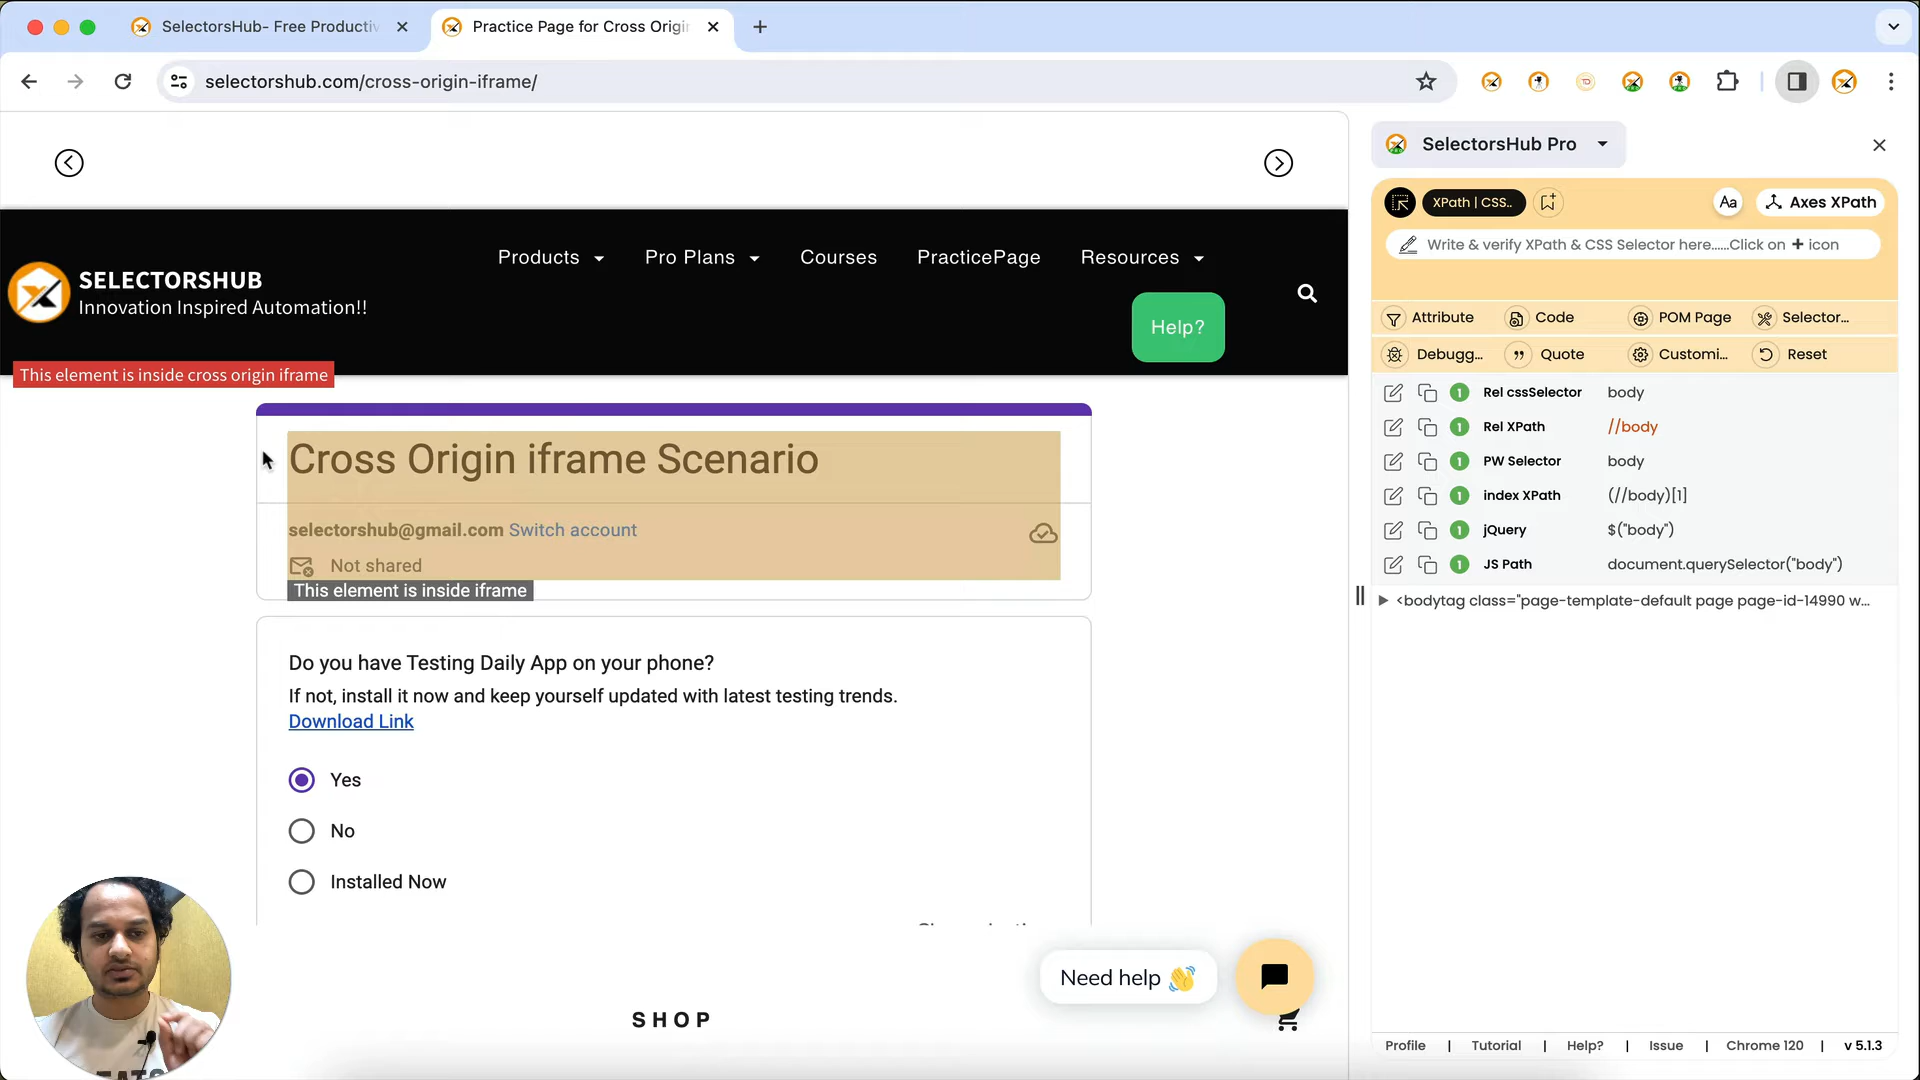 SelectorsHub- Free Productiv
Practice Page for Cross Origi
selectorshub.com/cross-origin-iframe/
SELECTORSHUB
Innovation Inspired Automation!!
Products
Pro Plans
Courses
PracticePage
Resources
Help?
This element is inside cross origin iframe
Cross Origin iframe Scenario
selectorshub@gmail.com Switch account
Not shared
This element is inside iframe
Do you have Testing Daily App on your phone?
If not, install it now and keep yourself updated with latest testing trends.
Download Link
Yes
No
Installed Now
Need help 👋
SHOP
SelectorsHub Pro
XPath | CSS..
Aa
Axes XPath
Write & verify XPath & CSS Selector here......Click on + icon
Attribute
Code
POM Page
Selector...
Debugg...
Quote
Customi...
Reset
1 Rel cssSelector body
1 Rel XPath //body
1 PW Selector body
1 index XPath (//body)[1]
1 jQuery $("body")
1 JS Path document.querySelector("body")
<bodytag class="page-template-default page page-id-14990 w...
Profile | Tutorial | Help? | Issue | Chrome 120 | v 5.1.3